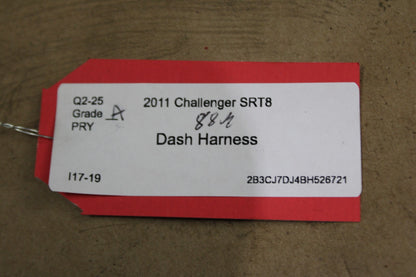 Q2-25
2011 Challenger SRT8
Grade A
88k
PRY
Dash Harness
I17-19
2B3CJ7DJ4BH526721